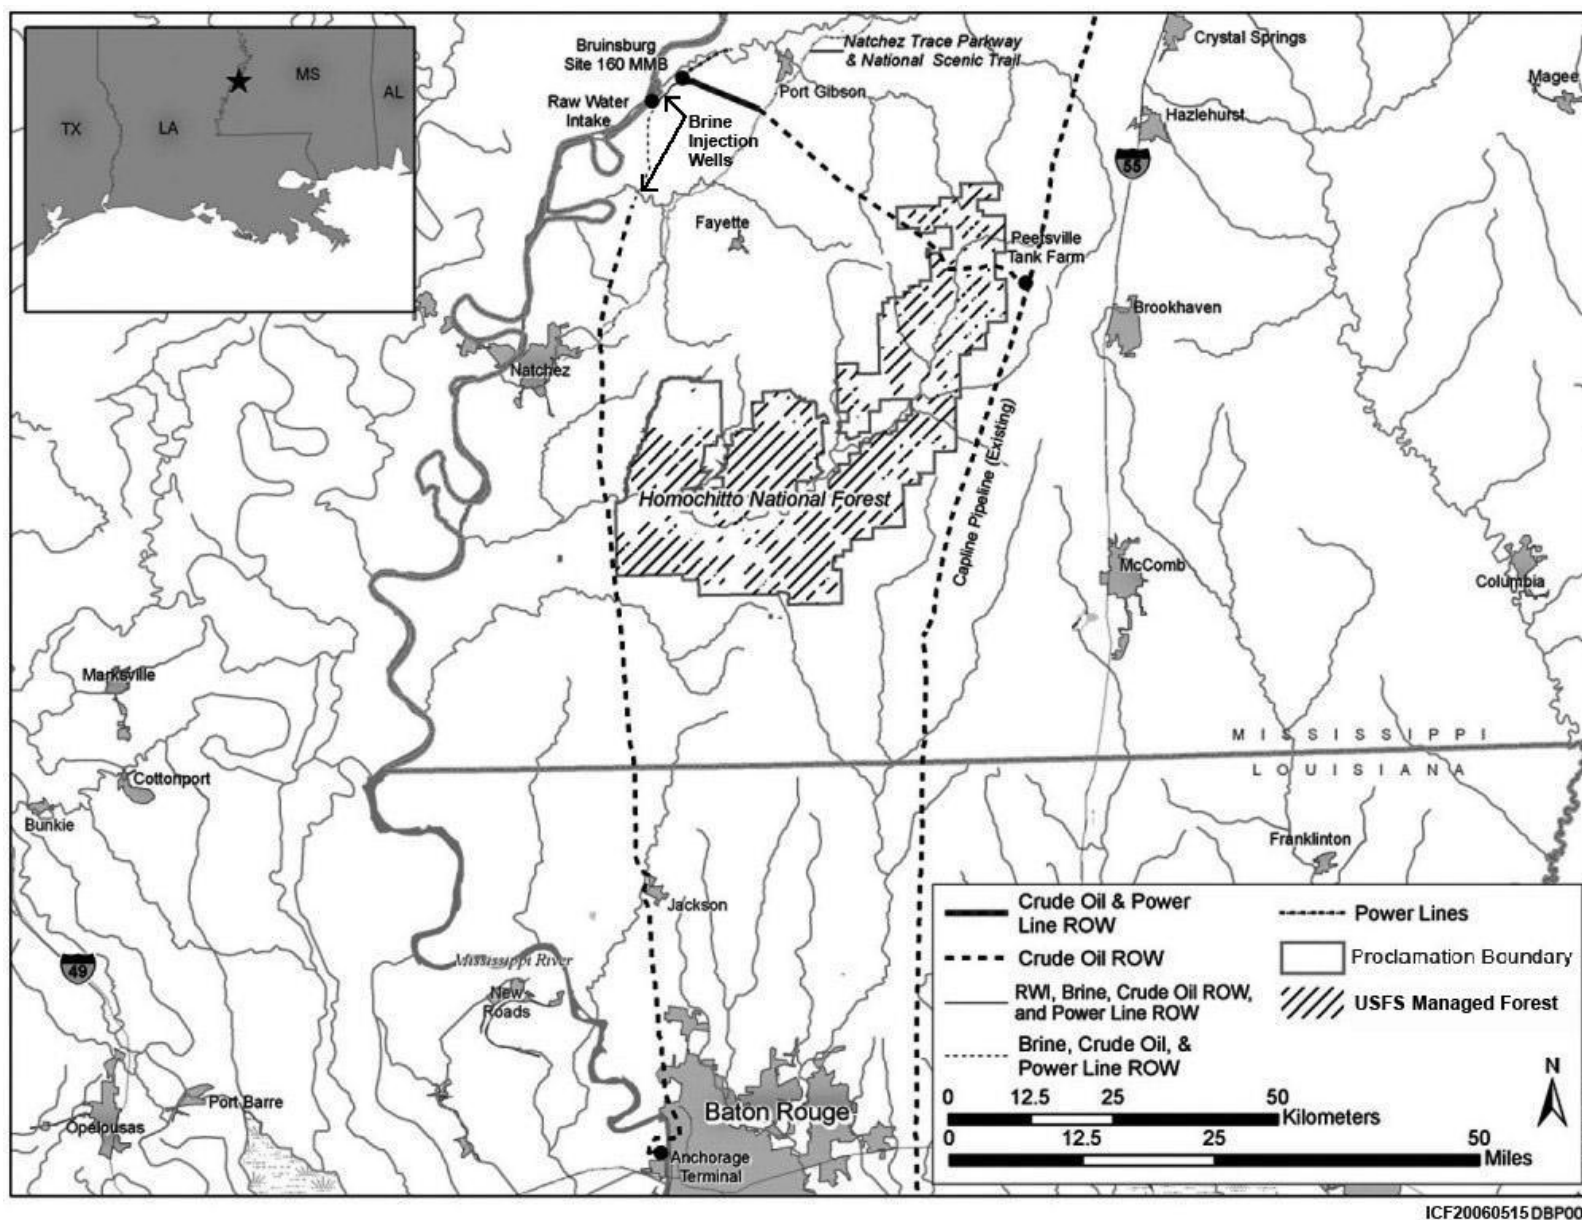 TX
LA
MS
AL
Bruinsburg
Site 160 MMB
Raw Water
Intake
Brine
Injection
Wells
Natchez Trace Parkway
& National Scenic Trail
Port Gibson
Crystal Springs
Magee
Hazlehurst
55
Fayette
Peetsville
Tank Farm
Brookhaven
Natchez
Homochitto National Forest
Capline Pipeline (Existing)
McComb
Columbia
Marksville
MISSISSIPPI
LOUISIANA
Cottonport
Bunkie
Franklinton
Jackson
49
Mississippi River
New
Roads
Opelousas
Port Barre
Baton Rouge
Anchorage
Terminal
Crude Oil & Power
Line ROW
Crude Oil ROW
RWI, Brine, Crude Oil ROW,
and Power Line ROW
Brine, Crude Oil, &
Power Line ROW
Power Lines
Proclamation Boundary
USFS Managed Forest
N
0 12.5 25 50
Kilometers
0 12.5 25 50
Miles
ICF20060515DBP00